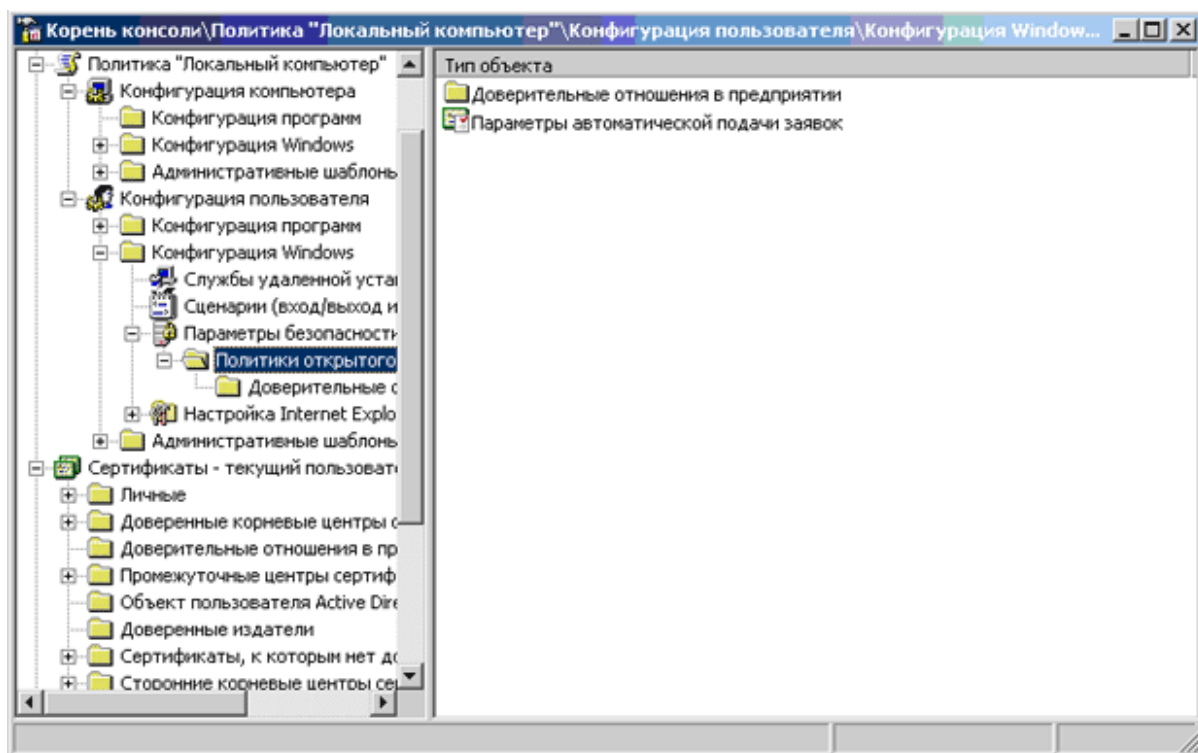 Корень консоли\Политика "Локальный компьютер"\Конфигурация пользователя\Конфигурация Window...
Политика "Локальный компьютер"
Конфигурация компьютера
Конфигурация программ
Конфигурация Windows
Административные шаблоны
Конфигурация пользователя
Конфигурация программ
Конфигурация Windows
Службы удаленной уста
Сценарии (вход/выход и
Параметры безопасности
Политики открытого
Доверительные о
Настройка Internet Explo
Административные шаблоны
Сертификаты - текущий пользовате
Личные
Доверенные корневые центры с
Доверительные отношения в пр
Промежуточные центры сертиф
Объект пользователя Active Dire
Доверенные издатели
Сертификаты, к которым нет до
Сторонние корневые центры сер
Тип объекта
Доверительные отношения в предприятии
Параметры автоматической подачи заявок